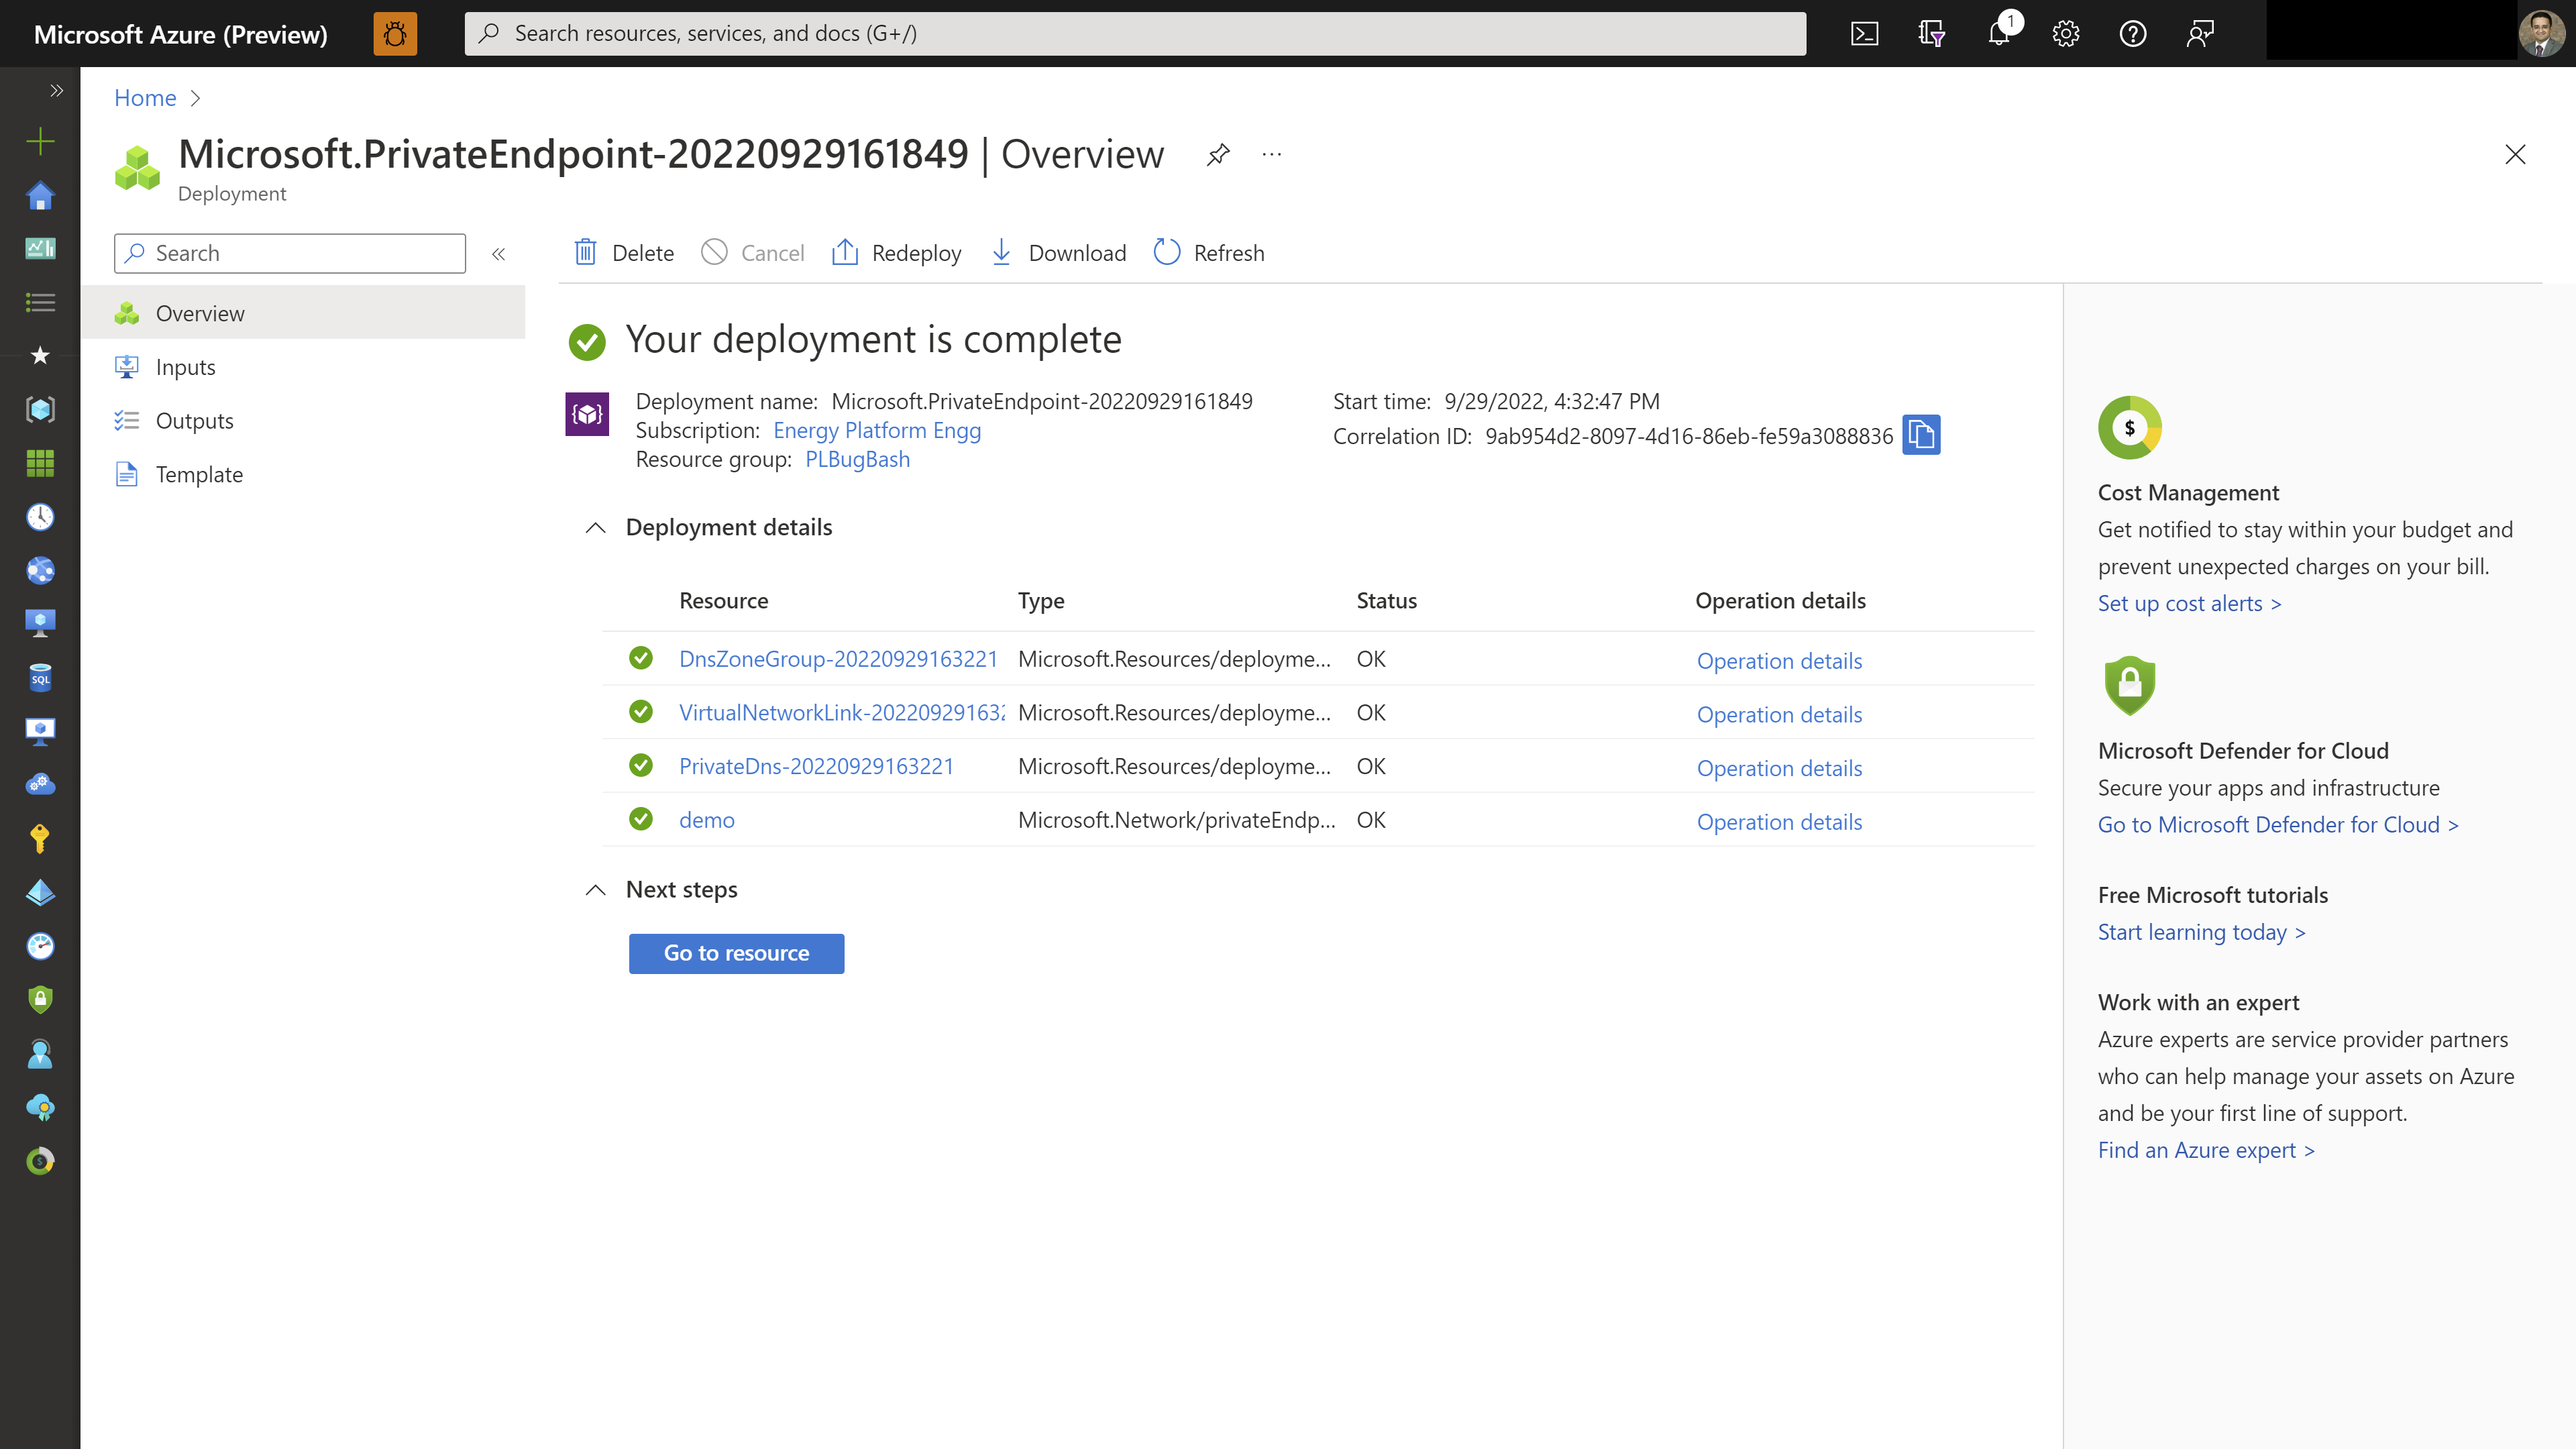 Microsoft Azure (Preview)
Search resources, services, and docs (G+/)
1
Home
Microsoft.PrivateEndpoint-20220929161849 | Overview
Deployment
Search
Overview
Inputs
Outputs
Template
Delete
Cancel
Redeploy
Download
Refresh
Your deployment is complete
Deployment name: Microsoft.PrivateEndpoint-20220929161849
Subscription: Energy Platform Engg
Resource group: PLBugBash
Start time: 9/29/2022, 4:32:47 PM
Correlation ID: 9ab954d2-8097-4d16-86eb-fe59a3088836
Deployment details
Resource Type Status Operation details
DnsZoneGroup-20220929163221 Microsoft.Resources/deployme... OK Operation details
VirtualNetworkLink-202209291632 Microsoft.Resources/deployme... OK Operation details
PrivateDns-20220929163221 Microsoft.Resources/deployme... OK Operation details
demo Microsoft.Network/privateEndp... OK Operation details
Next steps
Go to resource
$
Cost Management
Get notified to stay within your budget and
prevent unexpected charges on your bill.
Set up cost alerts >
Microsoft Defender for Cloud
Secure your apps and infrastructure
Go to Microsoft Defender for Cloud >
Free Microsoft tutorials
Start learning today >
Work with an expert
Azure experts are service provider partners
who can help manage your assets on Azure
and be your first line of support.
Find an Azure expert >
SQL
$